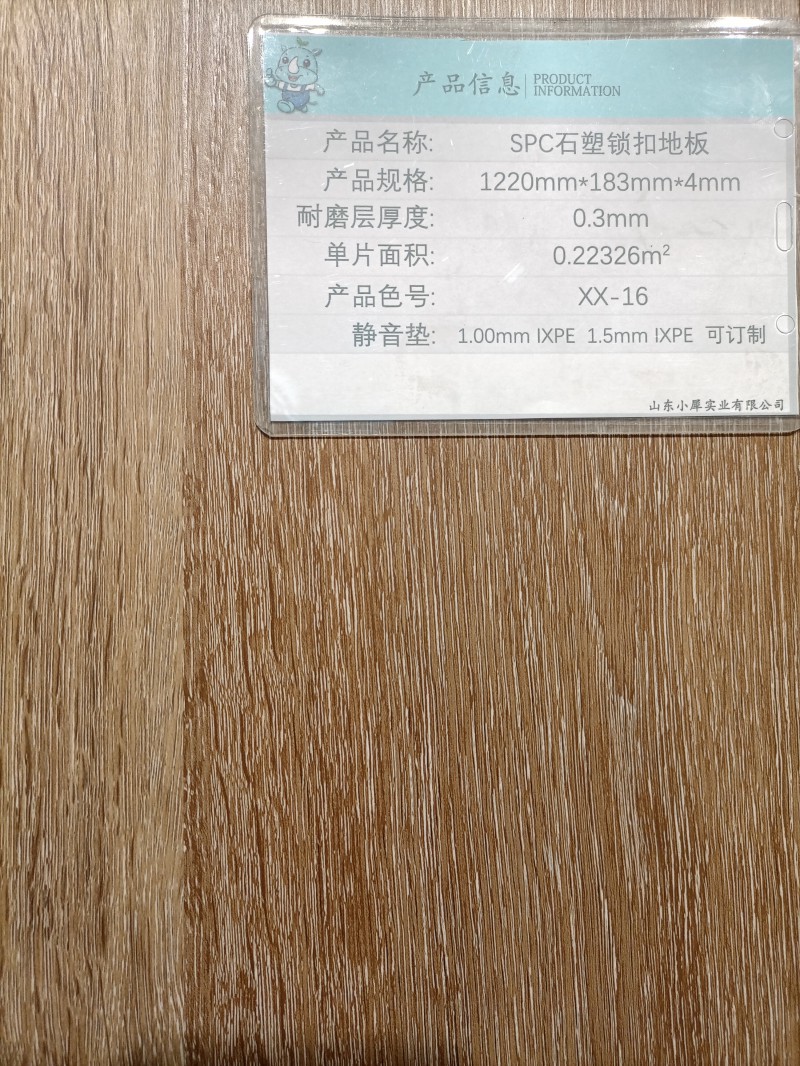 产品信息 | PRODUCT INFORMATION
产品名称: SPC石塑锁扣地板
产品规格: 1220mm*183mm*4mm
耐磨层厚度: 0.3mm
单片面积: 0.22326m²
产品色号: XX-16
静音垫: 1.00mm IXPE 1.5mm IXPE 可订制
山东小犀实业有限公司